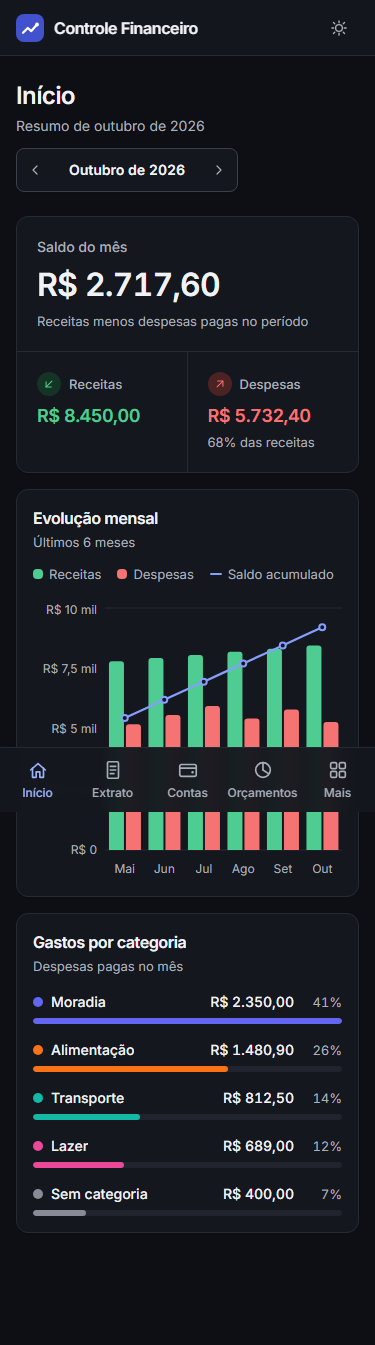 Controle Financeiro
Início
Resumo de outubro de 2026
Outubro de 2026
Saldo do mês
R$ 2.717,60
Receitas menos despesas pagas no período
Receitas
R$ 8.450,00
Despesas
R$ 5.732,40
68% das receitas
Evolução mensal
Últimos 6 meses
Receitas Despesas Saldo acumulado
R$ 10 mil
R$ 7,5 mil
R$ 5 mil
Início Extrato Contas Orçamentos Mais
R$ 0
Mai Jun Jul Ago Set Out
Gastos por categoria
Despesas pagas no mês
Moradia R$ 2.350,00 41%
Alimentação R$ 1.480,90 26%
Transporte R$ 812,50 14%
Lazer R$ 689,00 12%
Sem categoria R$ 400,00 7%